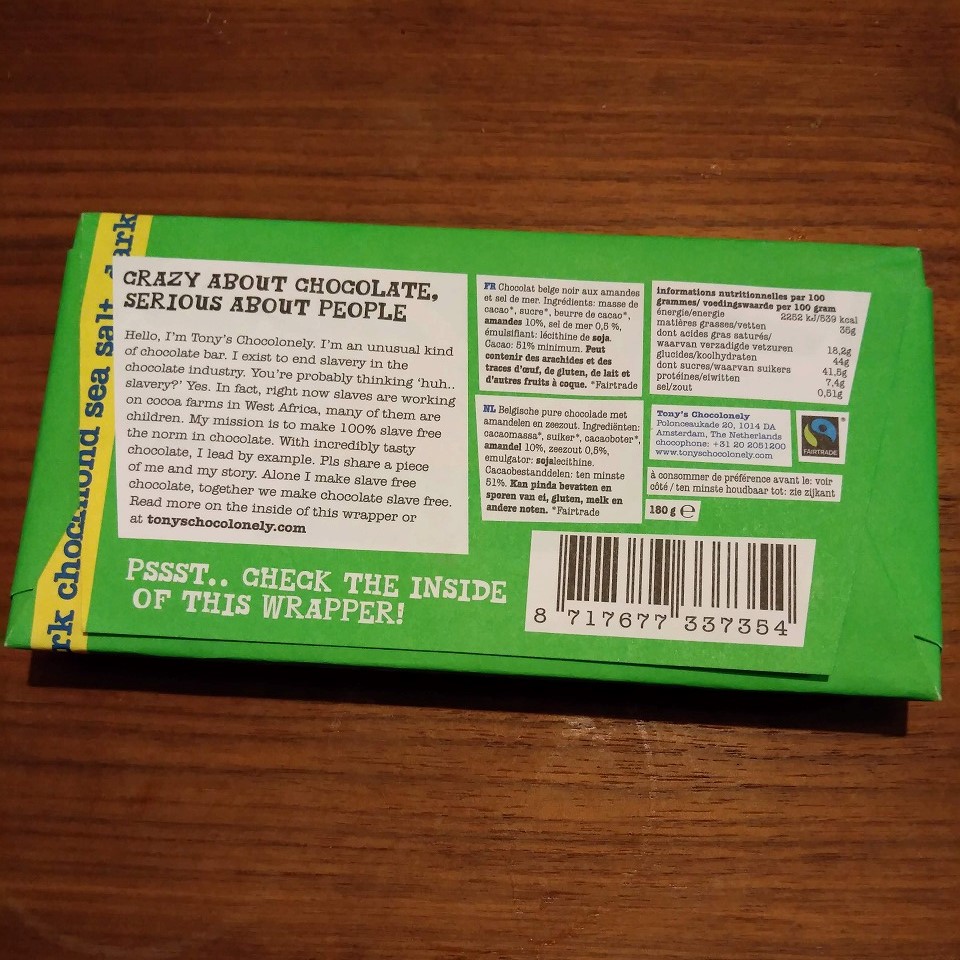 dark choc
almond sea salt dark
CRAZY ABOUT CHOCOLATE,
SERIOUS ABOUT PEOPLE
Hello, I'm Tony's Chocolonely. I'm an unusual kind
of chocolate bar. I exist to end slavery in the
chocolate industry. You're probably thinking 'huh..
slavery?' Yes. In fact, right now slaves are working
on cocoa farms in West Africa, many of them are
children. My mission is to make 100% slave free
the norm in chocolate. With incredibly tasty
chocolate, I lead by example. Pls share a piece
of me and my story. Alone I make slave free
chocolate, together we make chocolate slave free.
Read more on the inside of this wrapper or
at tonyschocolonely.com
PSSST.. CHECK THE INSIDE
OF THIS WRAPPER!
FR Chocolat belge noir aux amandes
et sel de mer. Ingrédients: masse de
cacao*, sucre*, beurre de cacao*,
amandes 10%, sel de mer 0,5 %,
émulsifiant: lécithine de soja.
Cacao: 51% minimum. Peut
contenir des arachides et des
traces d'œuf, de gluten, de lait et
d'autres fruits à coque. *Fairtrade
NL Belgische pure chocolade met
amandelen en zeezout. Ingrediënten:
cacaomassa*, suiker*, cacaoboter*,
amandel 10%, zeezout 0,5%,
emulgator: sojalecithine.
Cacaobestanddelen: ten minste
51%. Kan pinda bevatten en
sporen van ei, gluten, melk en
andere noten. *Fairtrade
informations nutritionnelles par 100
grammes/ voedingswaarde per 100 gram
énergie/energie 2252 kJ/539 kcal
matières grasses/vetten 35g
dont acides gras saturés/
waarvan verzadigde vetzuren 18,2g
glucides/koolhydraten 44g
dont sucres/waarvan suikers 41,5g
protéines/eiwitten 7,4g
sel/zout 0,51g
Tony's Chocolonely
Polonceaukade 20, 1014 DA
Amsterdam, The Netherlands
chocophone: +31 20 2051200
www.tonyschocolonely.com
FAIRTRADE
à consommer de préférence avant le: voir
côté / ten minste houdbaar tot: zie zijkant
180 g ℮
8 717677 337354